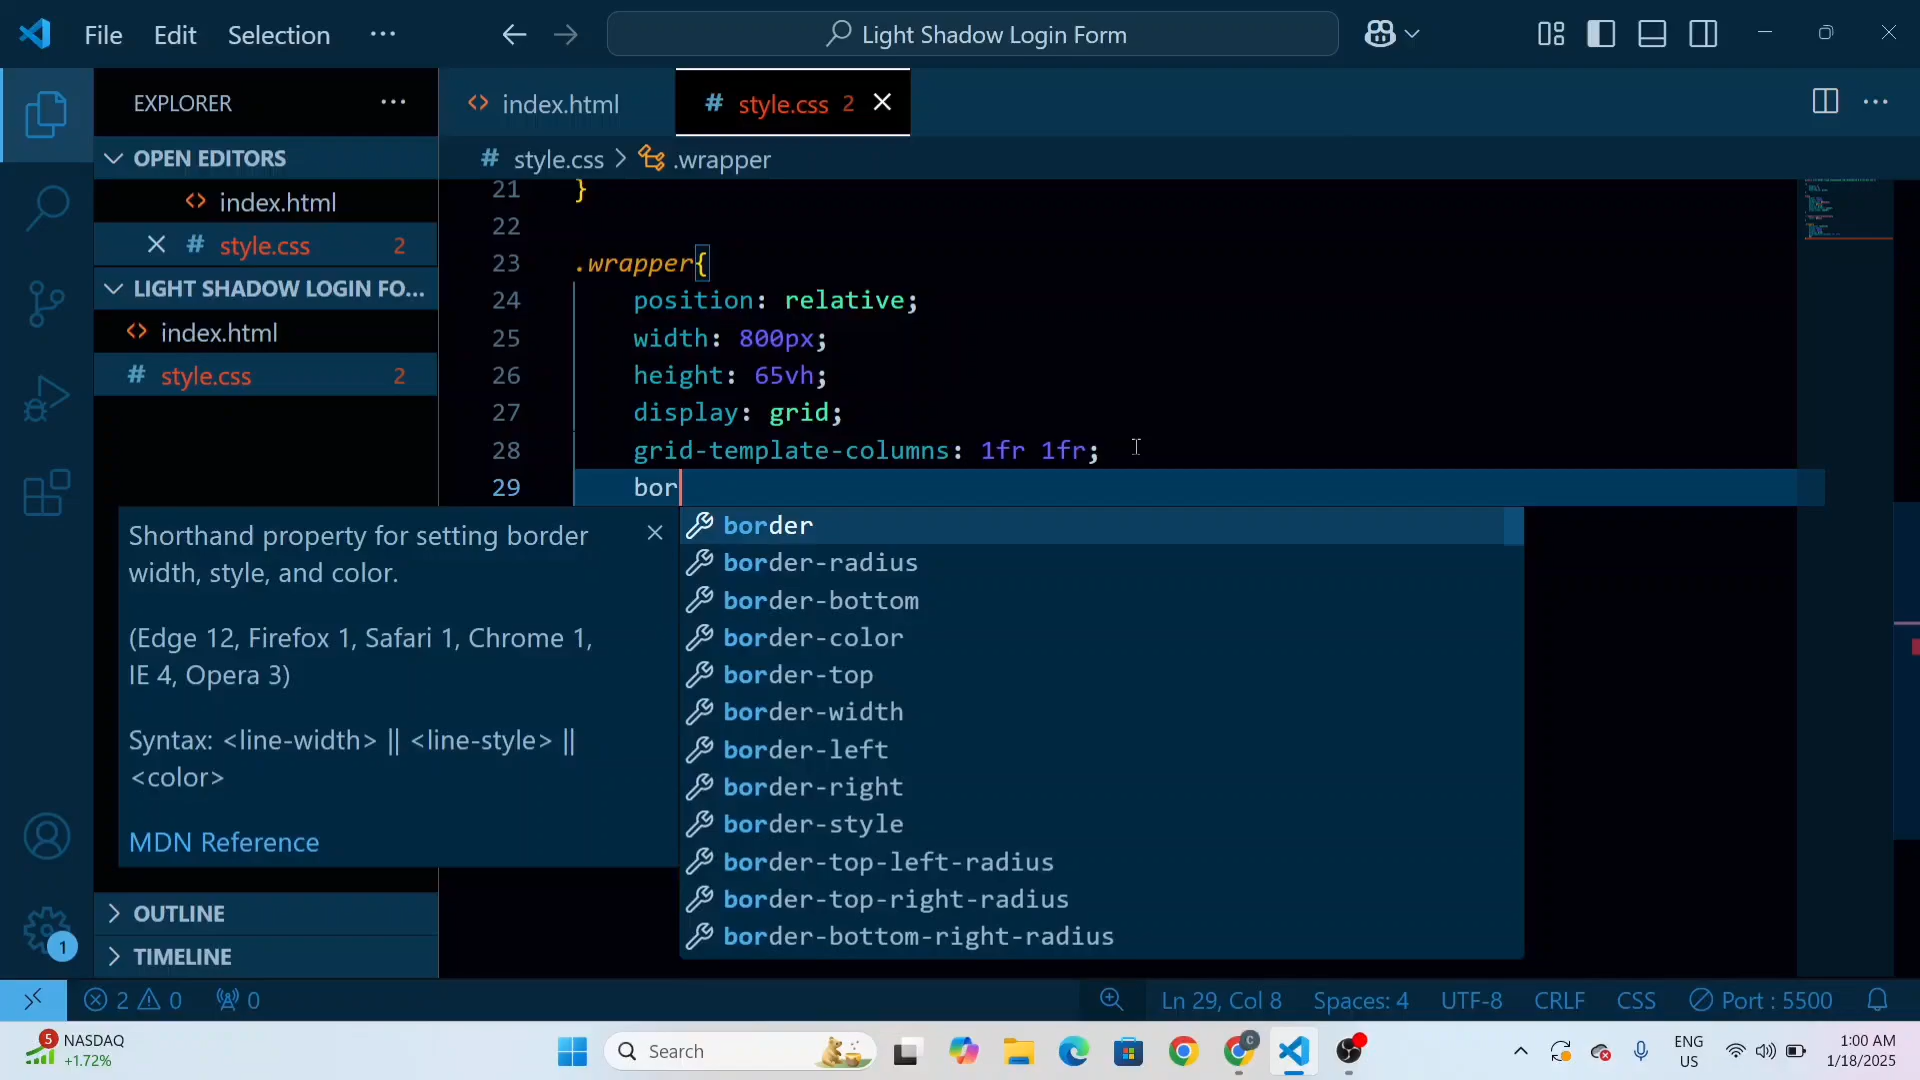 File Edit Selection ··· Light Shadow Login Form
EXPLORER ···
OPEN EDITORS
index.html
style.css 2
LIGHT SHADOW LOGIN FO...
index.html
style.css 2
OUTLINE
TIMELINE
index.html # style.css 2
# style.css > .wrapper
21 }
22
23 .wrapper{
24 position: relative;
25 width: 800px;
26 height: 65vh;
27 display: grid;
28 grid-template-columns: 1fr 1fr;
29 bor
Shorthand property for setting border
width, style, and color.
(Edge 12, Firefox 1, Safari 1, Chrome 1,
IE 4, Opera 3)
Syntax: <line-width> || <line-style> ||
<color>
MDN Reference
border
border-radius
border-bottom
border-color
border-top
border-width
border-left
border-right
border-style
border-top-left-radius
border-top-right-radius
border-bottom-right-radius
1
2 0 0 Ln 29, Col 8 Spaces: 4 UTF-8 CRLF CSS Port : 5500
5 NASDAQ
+1.72%
Search
C
ENG
US
1:00 AM
1/18/2025